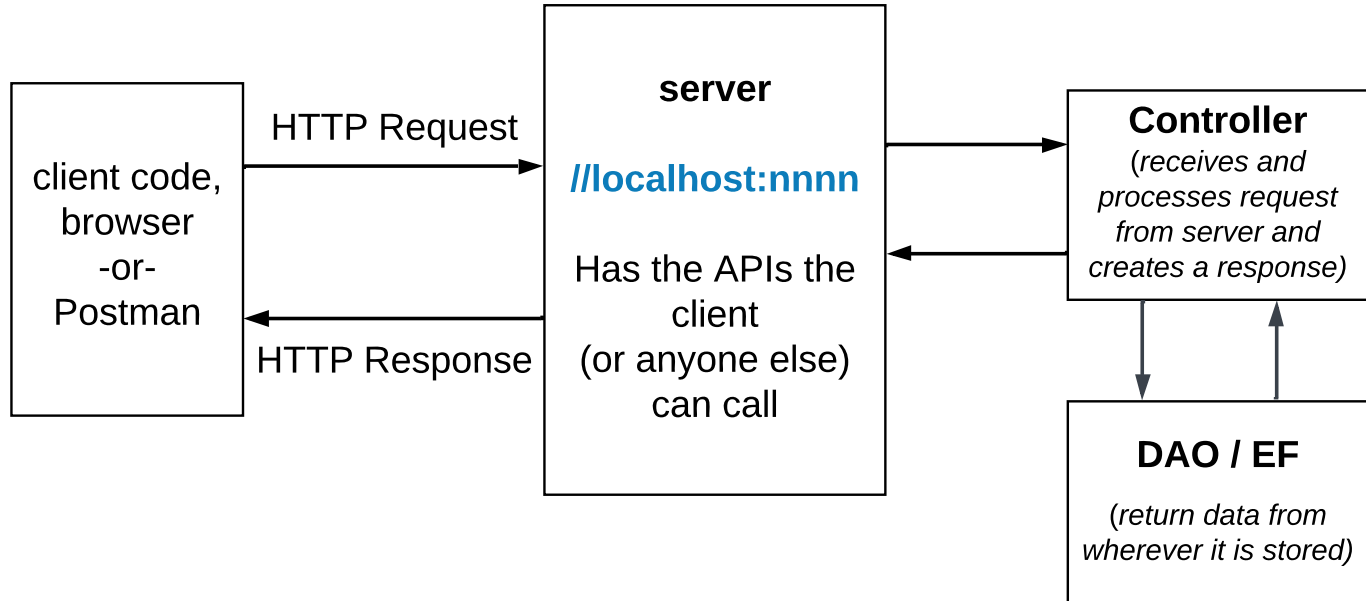 client code,
browser
-or-
Postman
HTTP Request
HTTP Response
server
//localhost:nnnn
Has the APIs the
client
(or anyone else)
can call
Controller
(receives and
processes request
from server and
creates a response)
DAO / EF
(return data from
wherever it is stored)